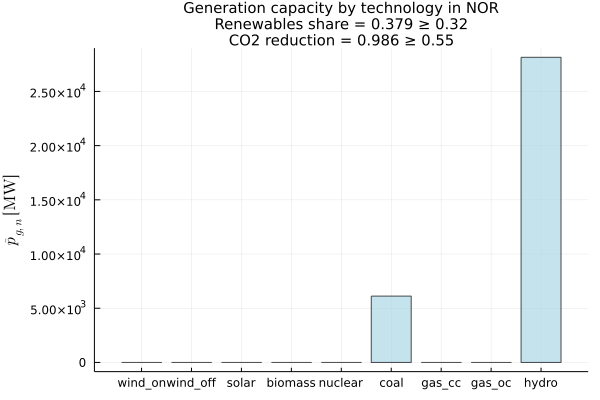 Generation capacity by technology in NOR
Renewables share = 0.379 ≥ 0.32
CO2 reduction = 0.986 ≥ 0.55
p̄g,n [MW]
2.50×10⁴
2.00×10⁴
1.50×10⁴
1.00×10⁴
5.00×10³
0
wind_on wind_off solar biomass nuclear coal gas_cc gas_oc hydro